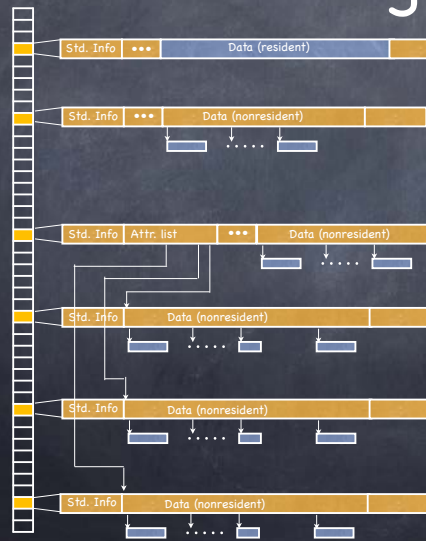 Std. Info ••• Data (resident)
Std. Info ••• Data (nonresident)
.....
Std. Info Attr. list ••• Data (nonresident)
.....
Std. Info Data (nonresident)
.....
Std. Info Data (nonresident)
.....
Std. Info Data (nonresident)
.....